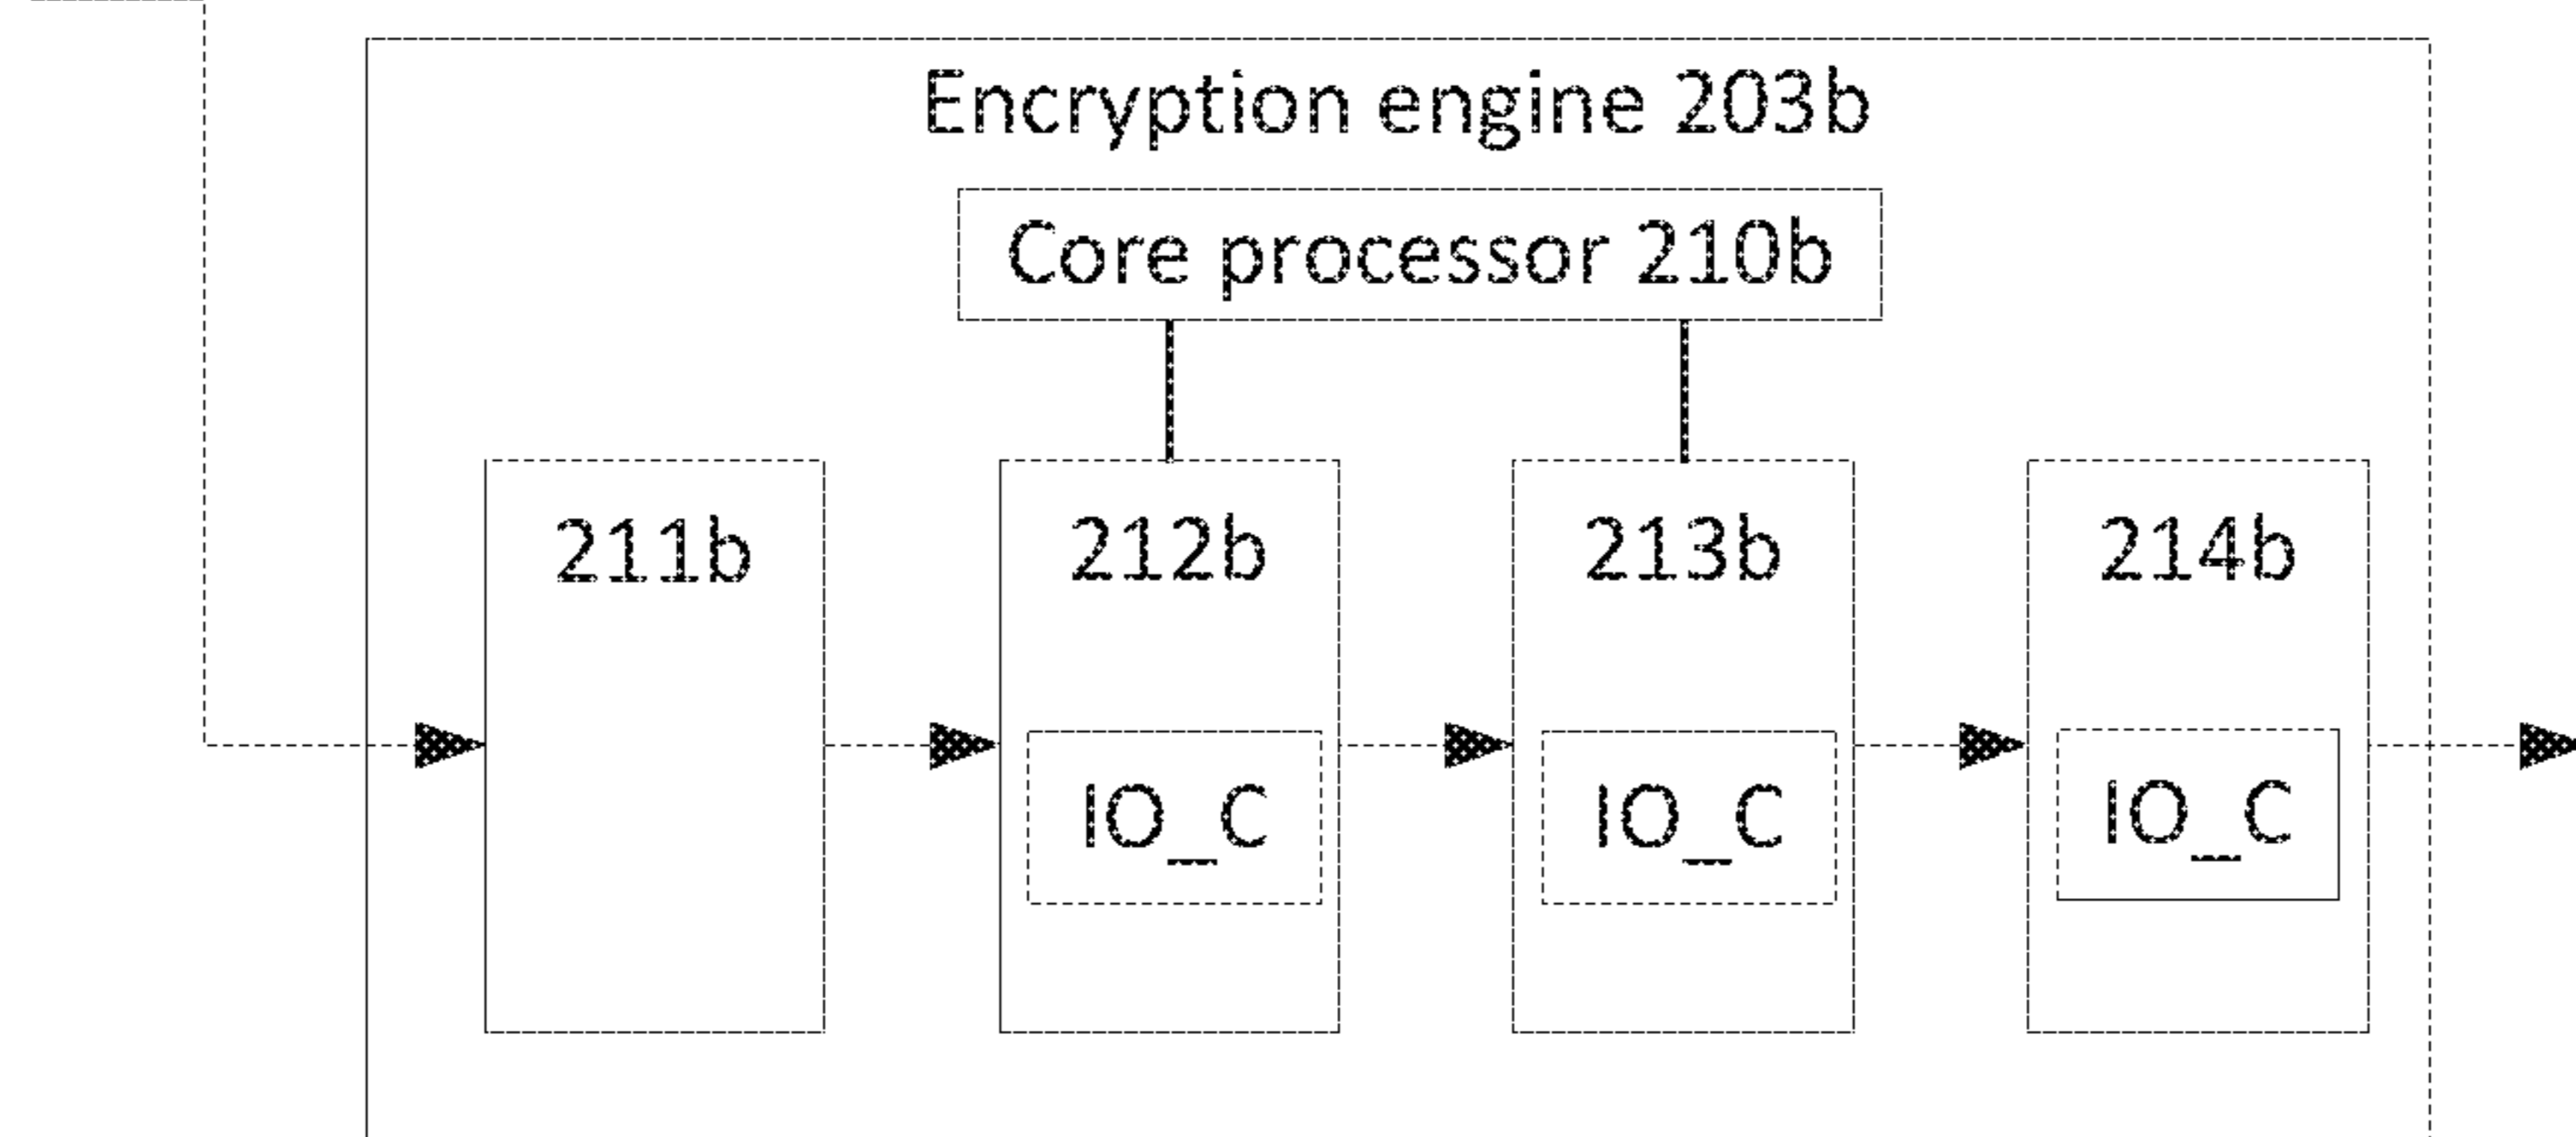 Encryption engine 203b
Core processor 210b
211b
212b
213b
214b
IO_C
IO_C
IO_C